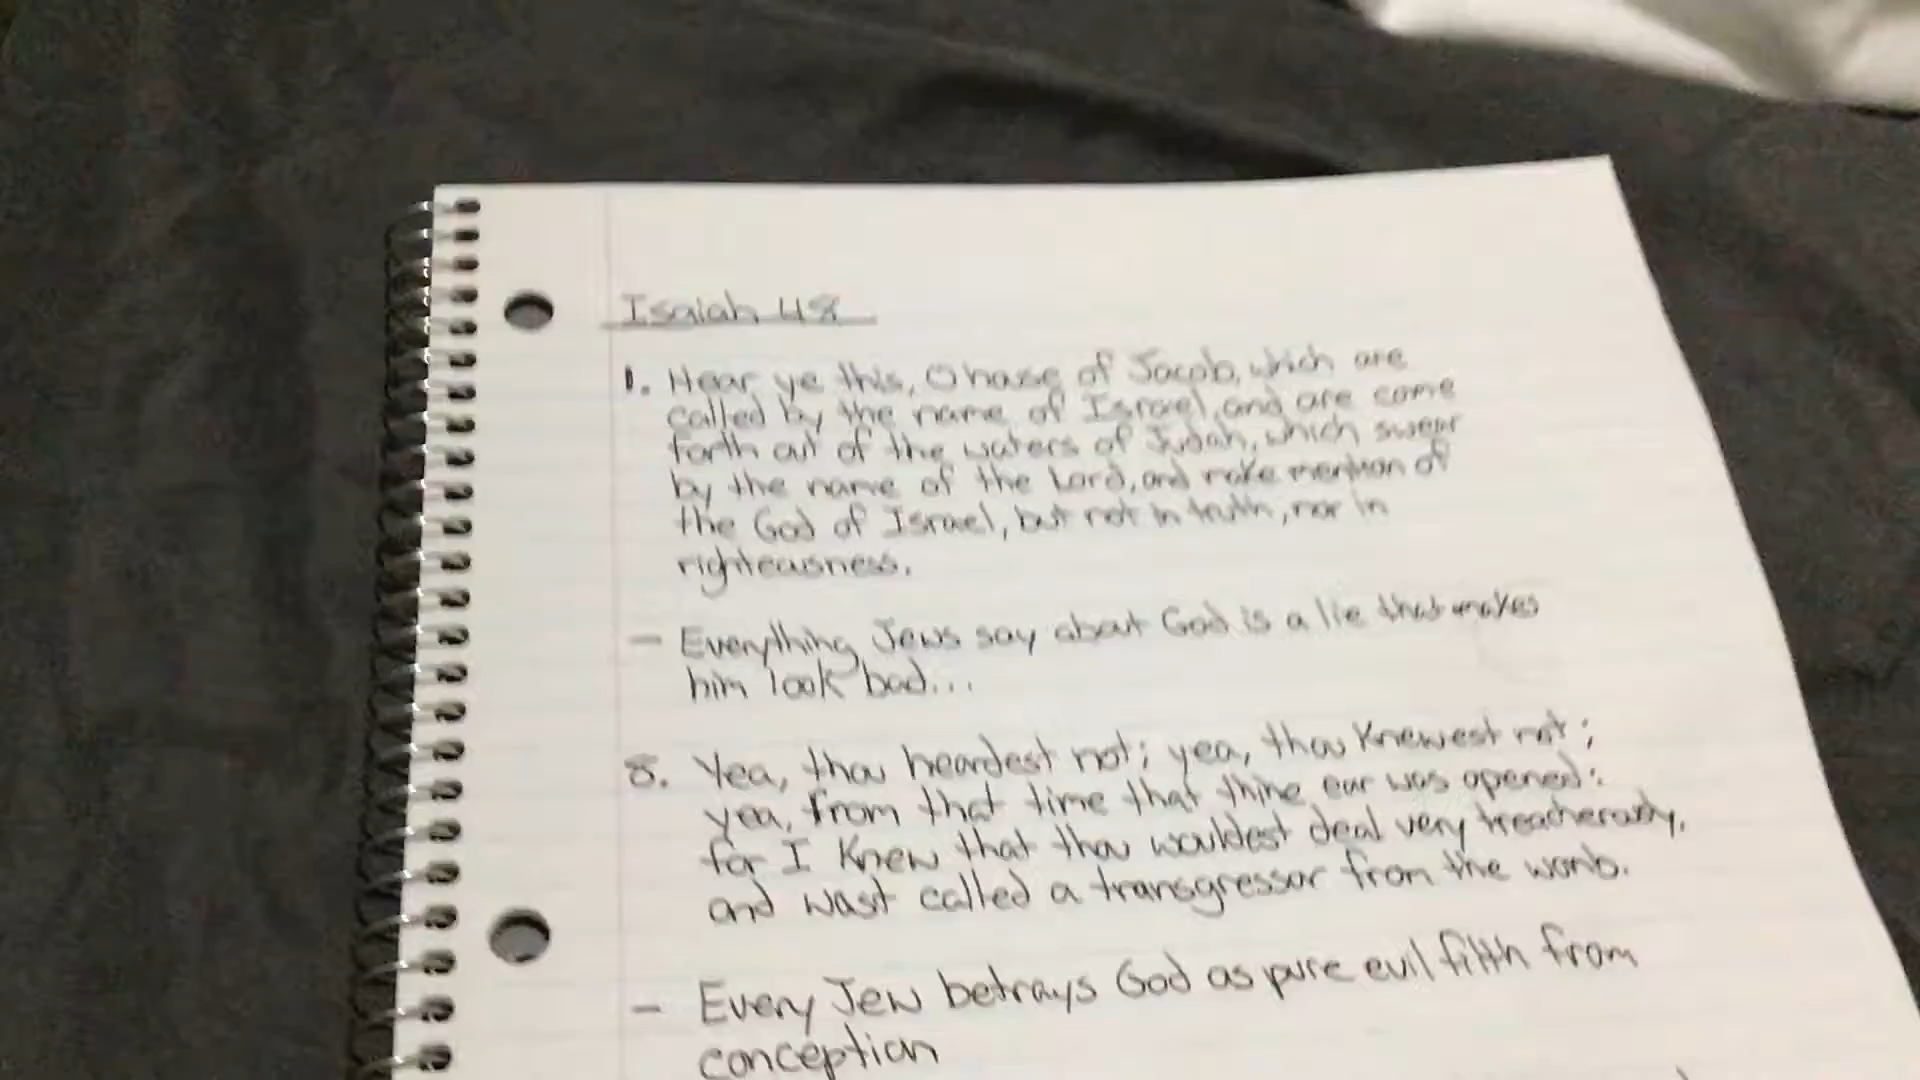 Isaiah 48
1. Hear ye this, O house of Jacob, which are
called by the name of Israel, and are come
forth out of the waters of Judah, which swear
by the name of the Lord, and make mention of
the God of Israel, but not in truth, nor in
righteousness.
- Everything Jews say about God is a lie that makes
him look bad...
8. Yea, thou heardest not; yea, thou knewest not;
yea, from that time that thine ear was opened:
for I knew that thou wouldest deal very treacherously,
and wast called a transgressor from the womb.
- Every Jew betrays God as pure evil filth from
conception